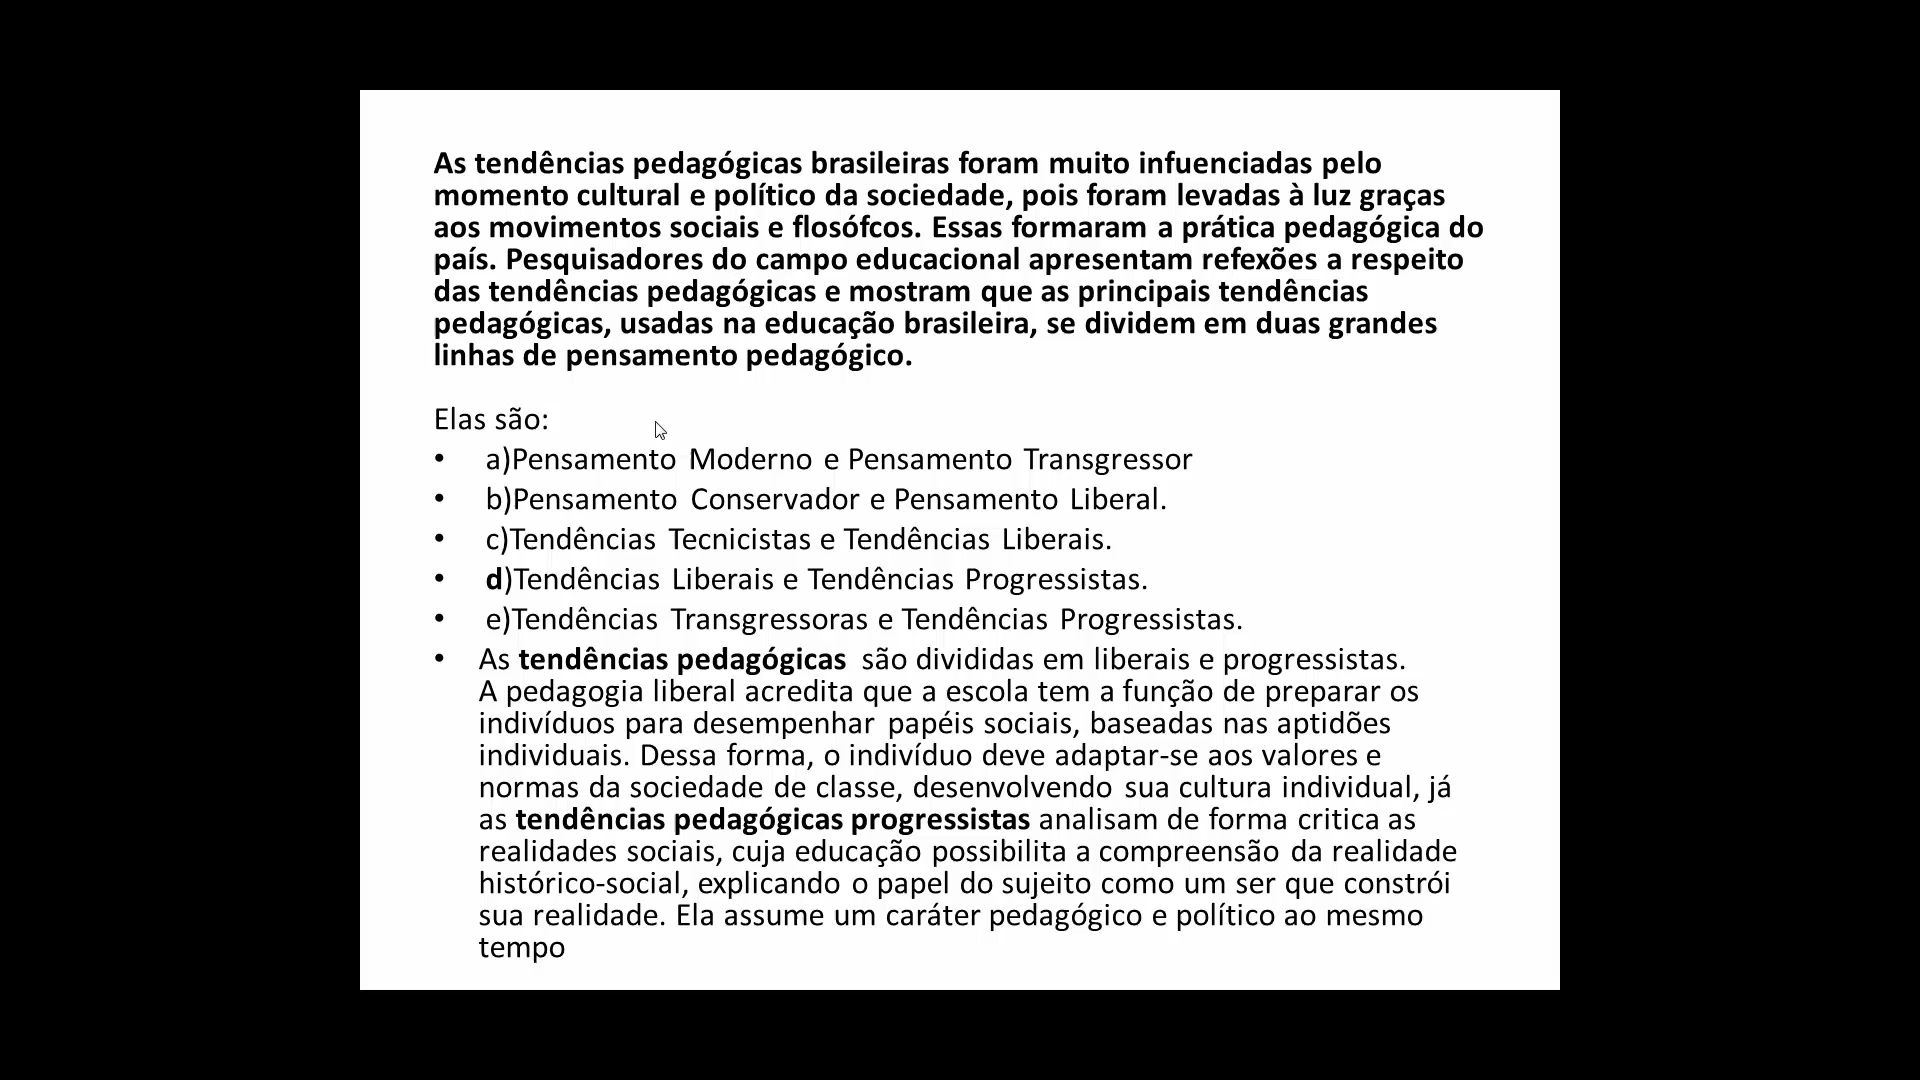 As tendências pedagógicas brasileiras foram muito infuenciadas pelo
momento cultural e político da sociedade, pois foram levadas à luz graças
aos movimentos sociais e flosófcos. Essas formaram a prática pedagógica do
país. Pesquisadores do campo educacional apresentam refexões a respeito
das tendências pedagógicas e mostram que as principais tendências
pedagógicas, usadas na educação brasileira, se dividem em duas grandes
linhas de pensamento pedagógico.
Elas são:
• a)Pensamento Moderno e Pensamento Transgressor
• b)Pensamento Conservador e Pensamento Liberal.
• c)Tendências Tecnicistas e Tendências Liberais.
• d)Tendências Liberais e Tendências Progressistas.
• e)Tendências Transgressoras e Tendências Progressistas.
• As tendências pedagógicas são divididas em liberais e progressistas.
A pedagogia liberal acredita que a escola tem a função de preparar os
indivíduos para desempenhar papéis sociais, baseadas nas aptidões
individuais. Dessa forma, o indivíduo deve adaptar-se aos valores e
normas da sociedade de classe, desenvolvendo sua cultura individual, já
as tendências pedagógicas progressistas analisam de forma critica as
realidades sociais, cuja educação possibilita a compreensão da realidade
histórico-social, explicando o papel do sujeito como um ser que constrói
sua realidade. Ela assume um caráter pedagógico e político ao mesmo
tempo